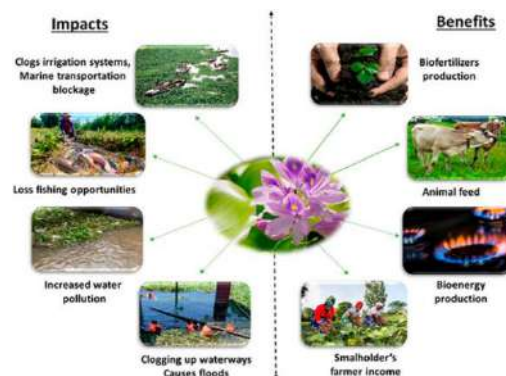 Impacts
Clogs irrigation systems,
Marine transportation
blockage
Loss fishing opportunities
Increased water
pollution
Clogging up waterways
Causes floods
Benefits
Biofertilizers
production
Animal feed
Bioenergy
production
Smalholder's
farmer income